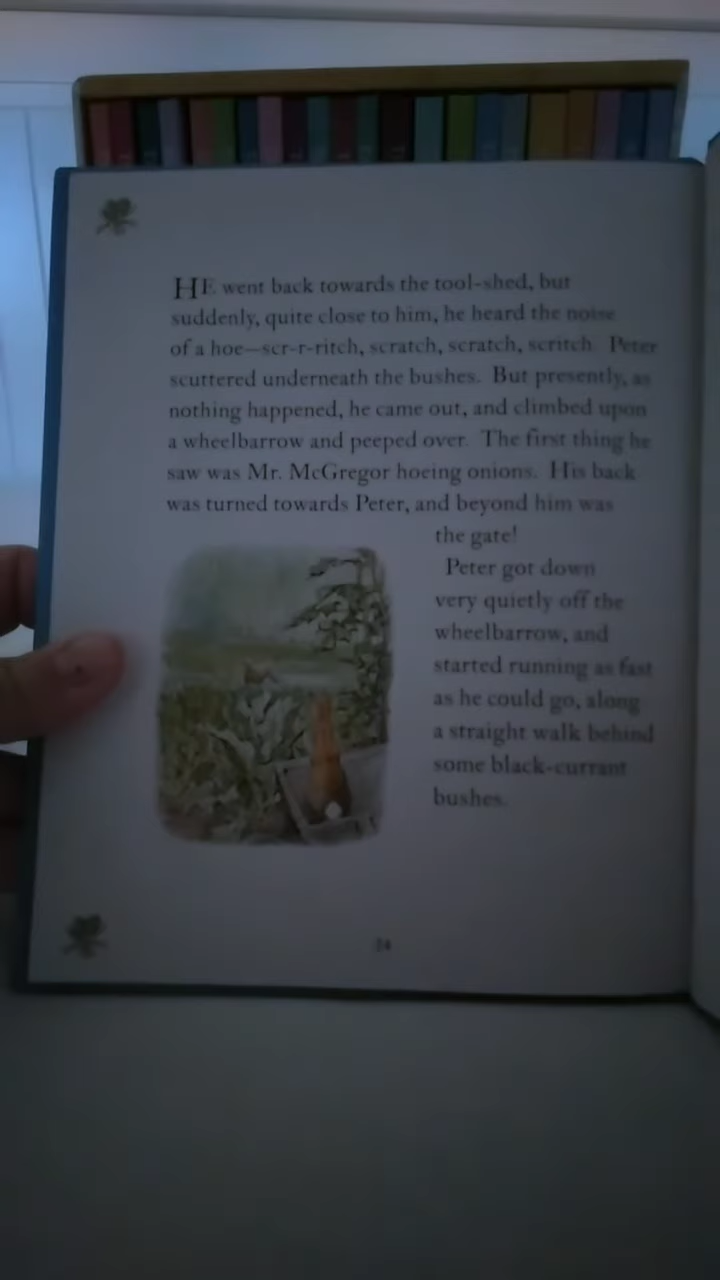 HE went back towards the tool-shed, but
suddenly, quite close to him, he heard the noise
of a hoe—scr-r-ritch, scratch, scratch, scritch. Peter
scuttered underneath the bushes. But presently, as
nothing happened, he came out, and climbed upon
a wheelbarrow and peeped over. The first thing he
saw was Mr. McGregor hoeing onions. His back
was turned towards Peter, and beyond him was
the gate!
Peter got down
very quietly off the
wheelbarrow, and
started running as fast
as he could go, along
a straight walk behind
some black-currant
bushes.